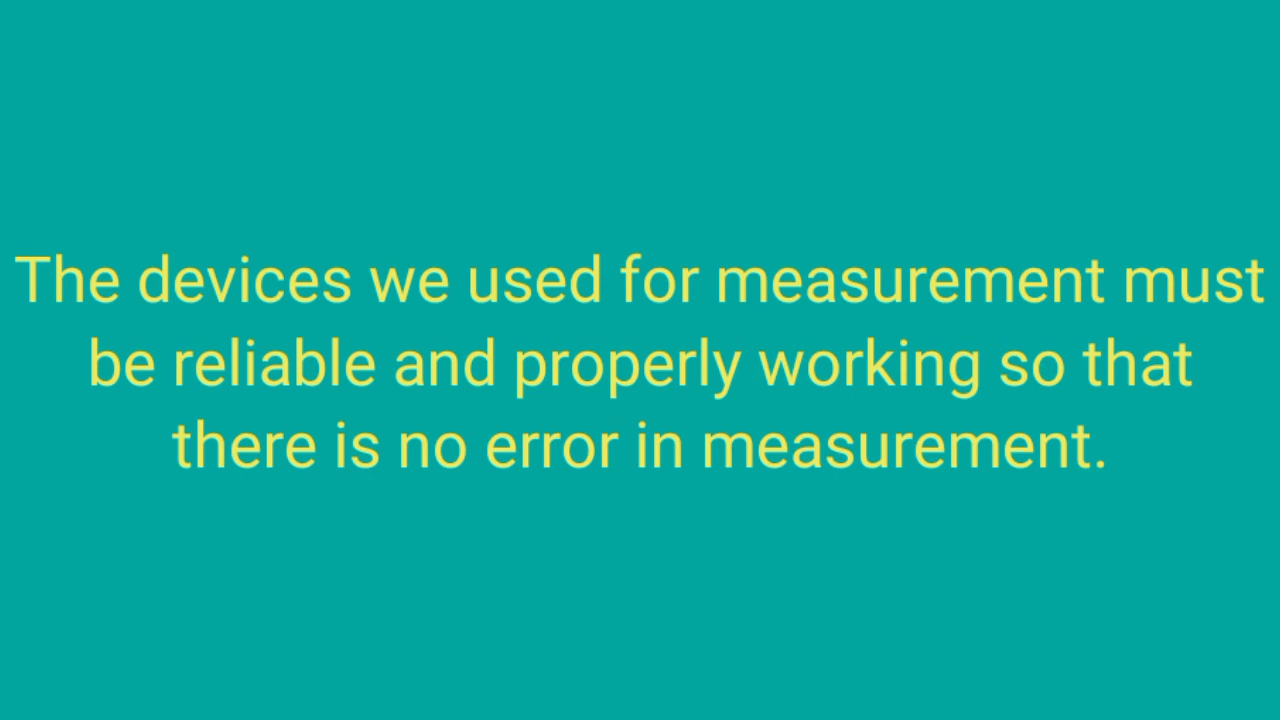 The devices we used for measurement must
be reliable and properly working so that
there is no error in measurement.